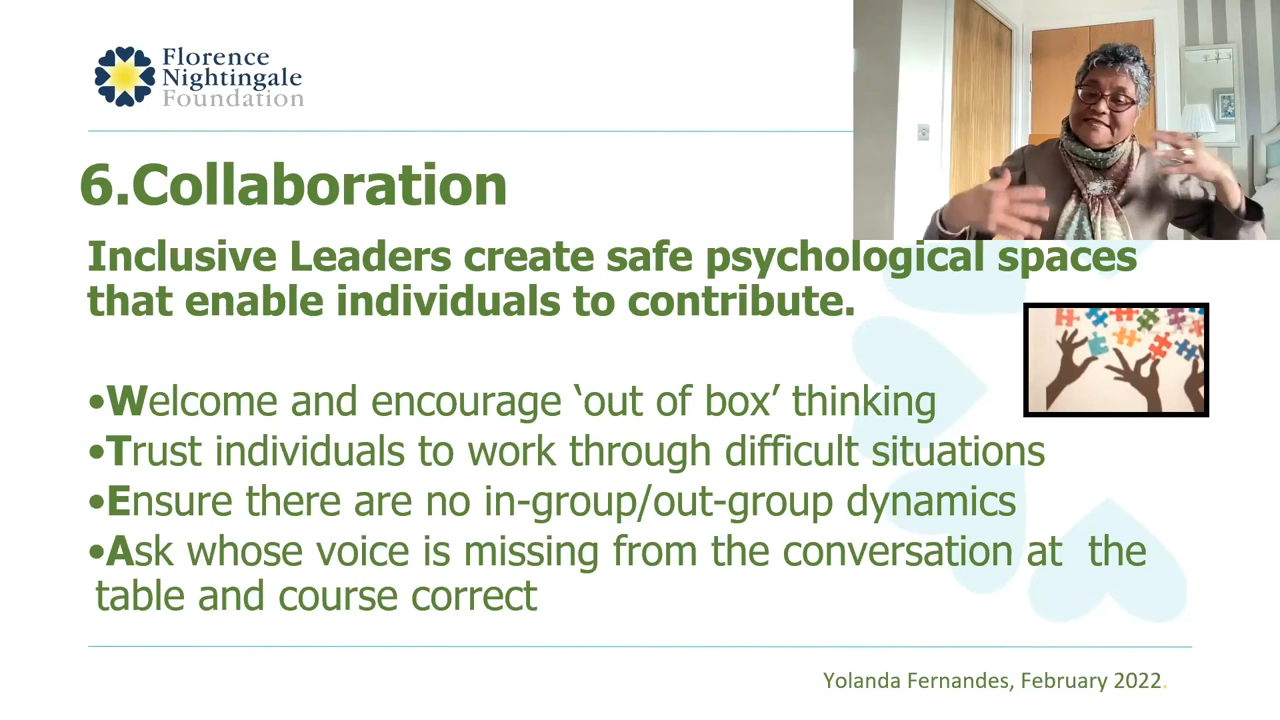 Florence
Nightingale
Foundation
6.Collaboration
Inclusive Leaders create safe psychological spaces
that enable individuals to contribute.
•Welcome and encourage ‘out of box’ thinking
•Trust individuals to work through difficult situations
•Ensure there are no in-group/out-group dynamics
•Ask whose voice is missing from the conversation at  the
table and course correct
Yolanda Fernandes, February 2022.